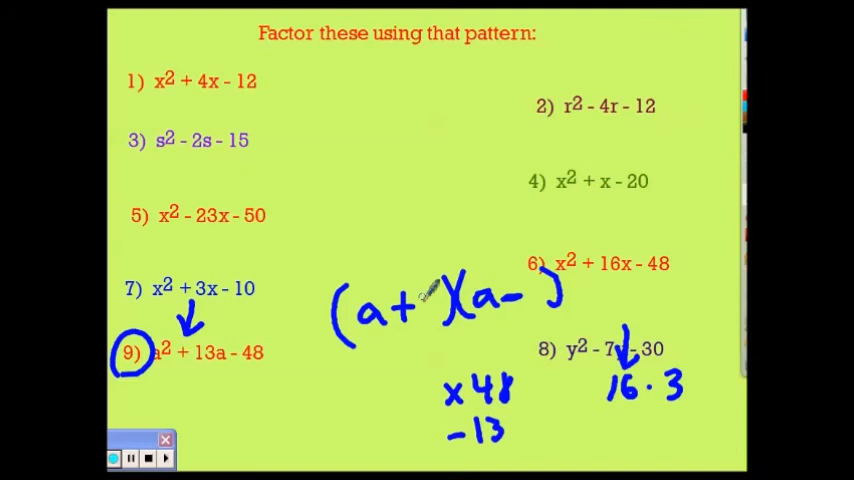 Factor these using that pattern:
1) x² + 4x - 12
2) r² - 4r - 12
3) s² - 2s - 15
4) x² + x - 20
5) x² - 23x - 50
6) x² + 16x - 48
7) x² + 3x - 10
(a + )(a - )
8) y² - 7y - 30
9) a² + 13a - 48
x 48
16 · 3
- 13